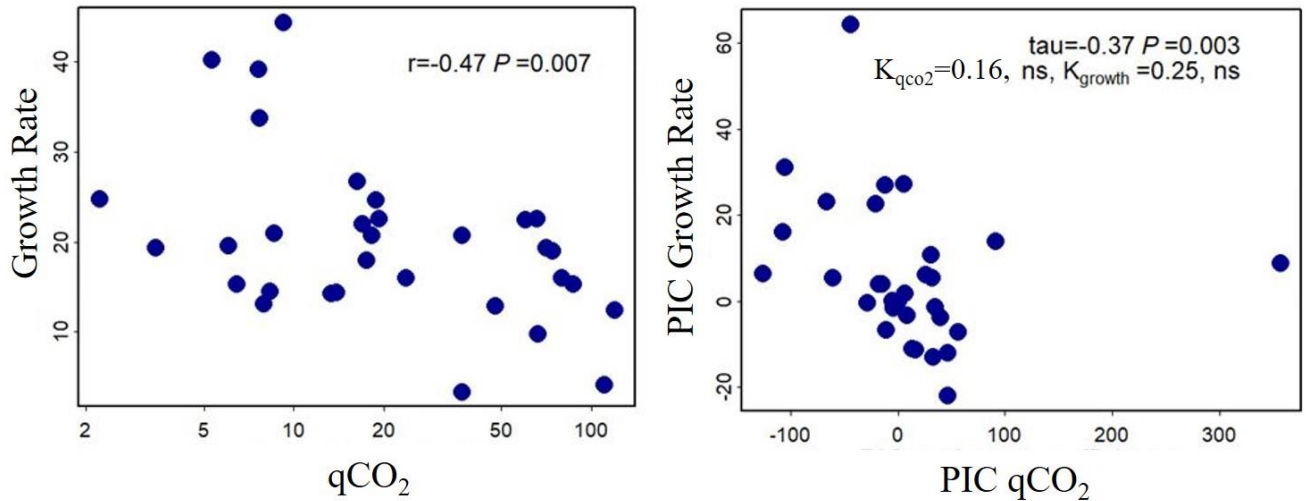 r=-0.47 P =0.007
Growth Rate
40
30
20
10
2 5 10 20 50 100
qCO₂
tau=-0.37 P =0.003
K_qco2=0.16, ns, K_growth =0.25, ns
PIC Growth Rate
60
40
20
0
-20
-100 0 100 200 300
PIC qCO₂